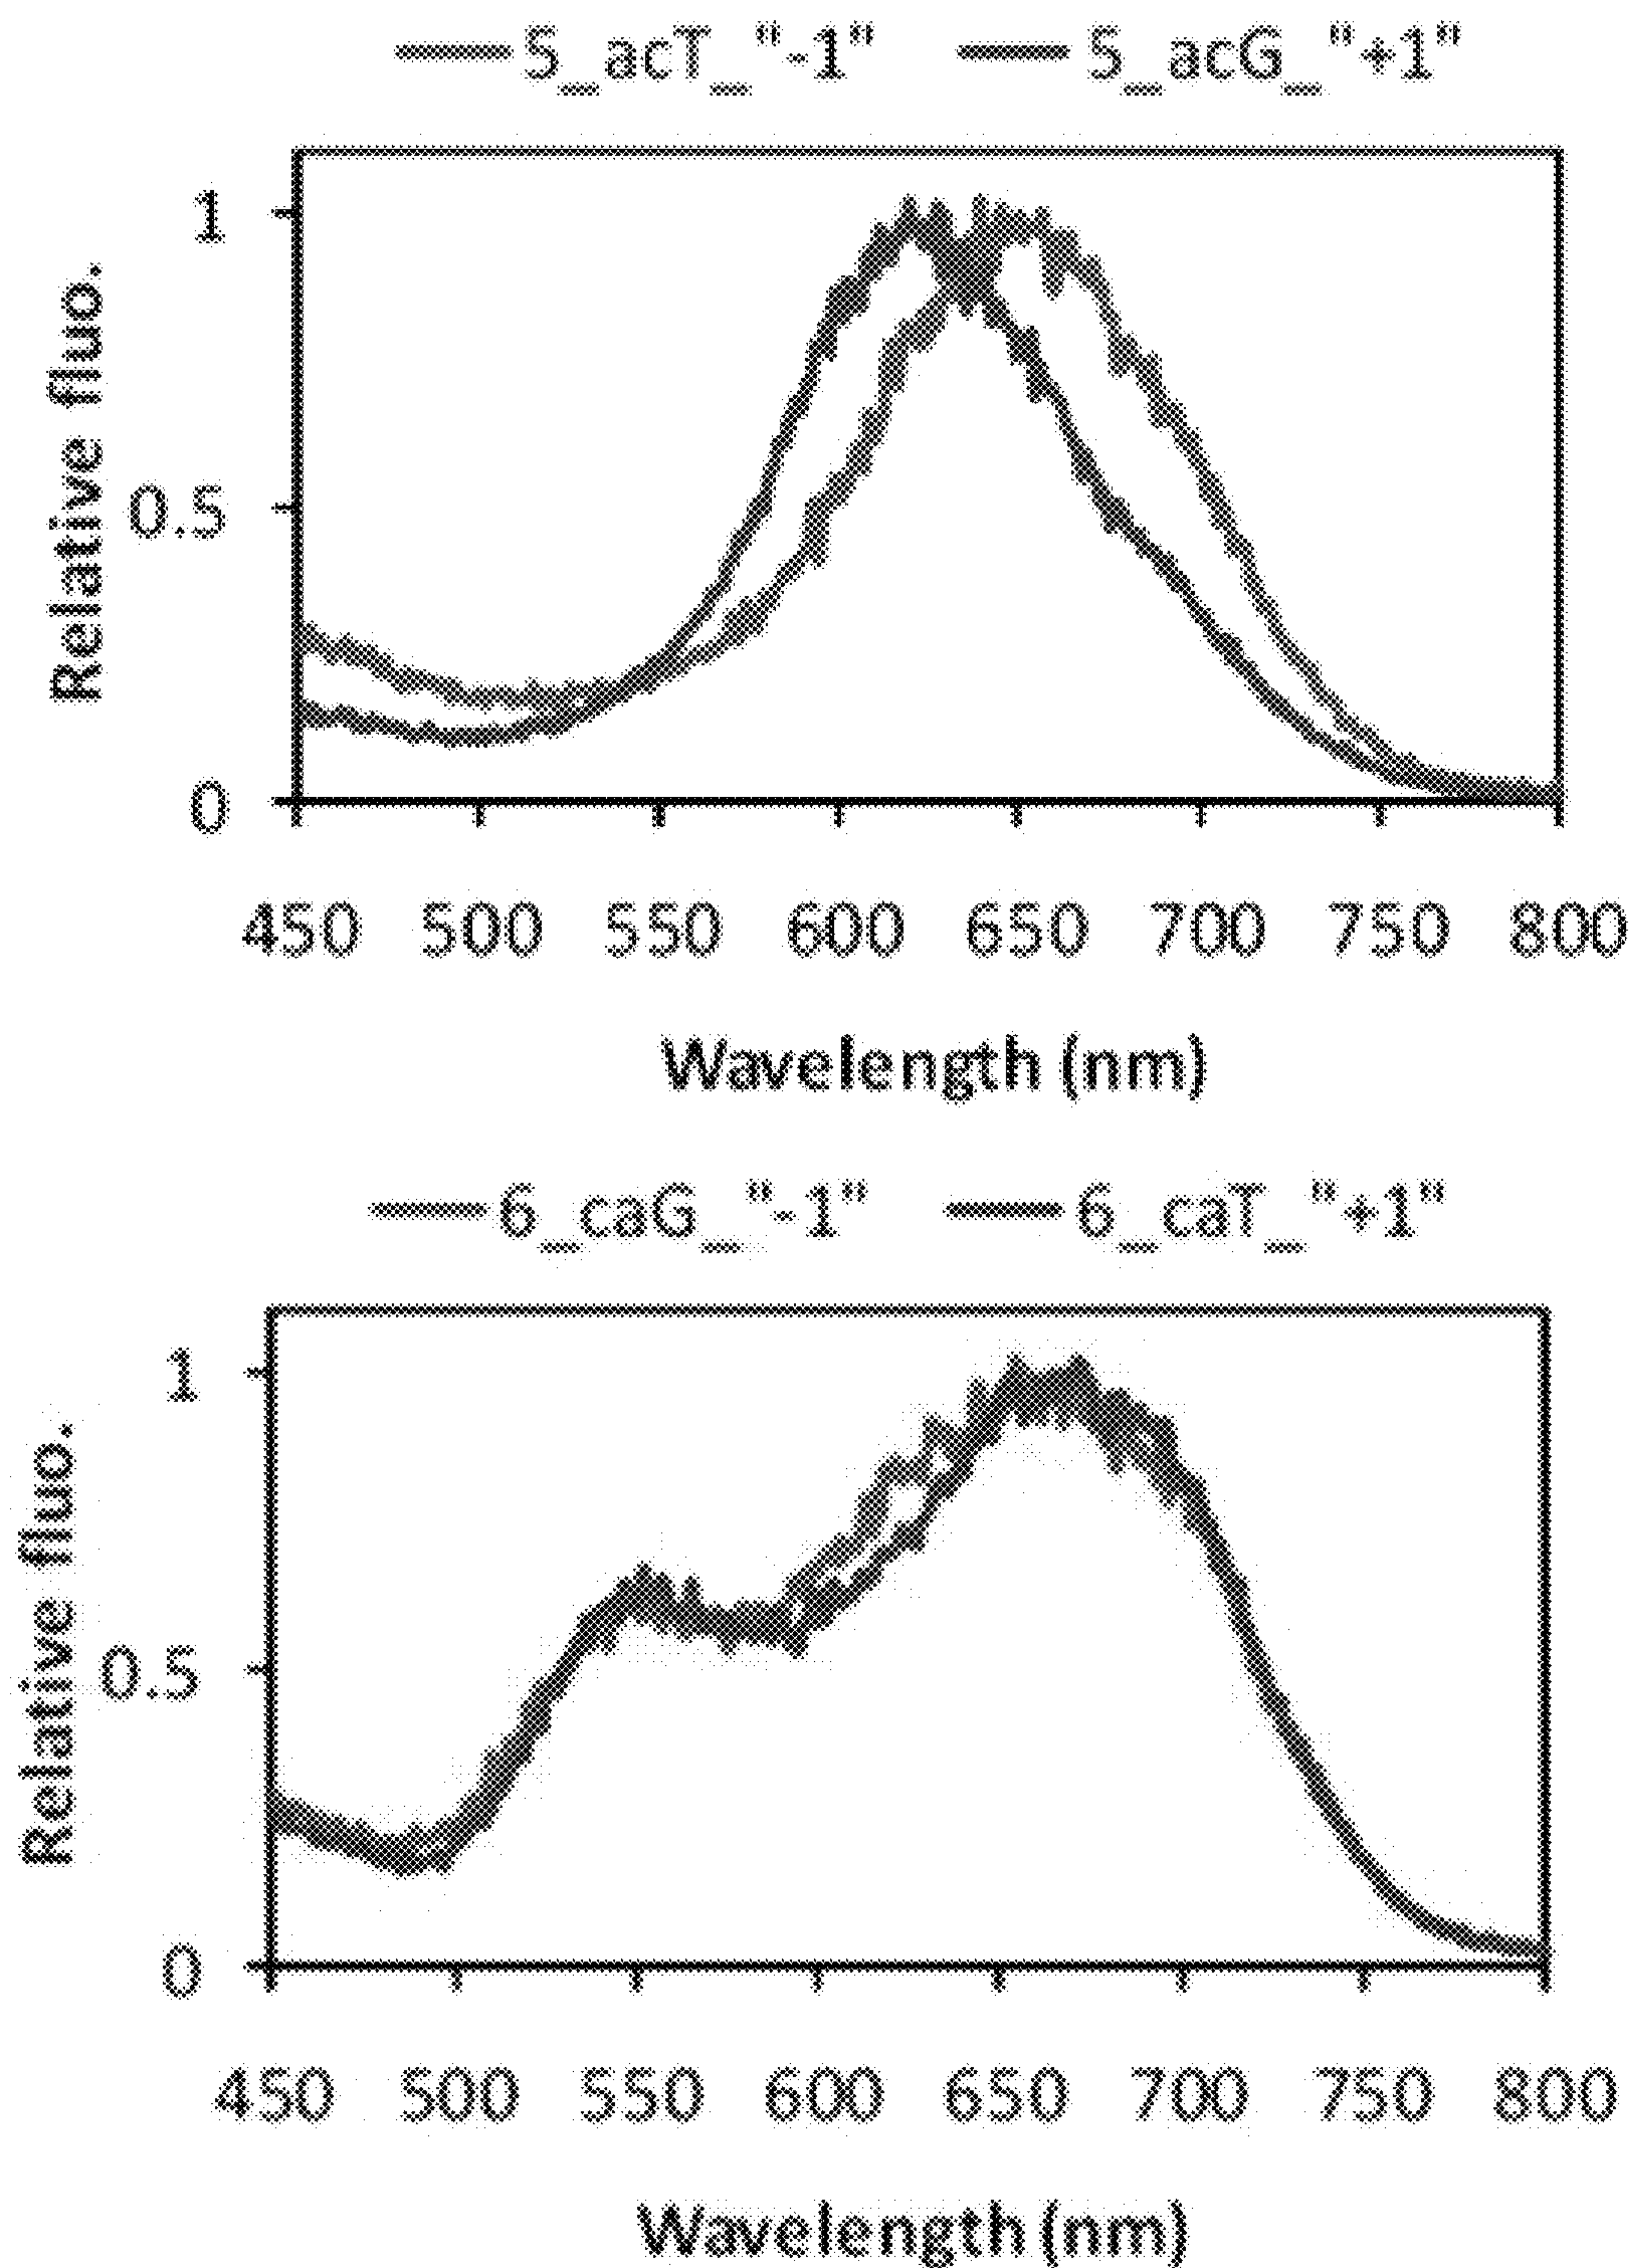 5_acT_"-1" 5_acG_"+1"
Relative fluo.
1
0.5
0
450 500 550 600 650 700 750 800
Wavelength (nm)
6_caG_"-1" 6_caT_"+1"
Relative fluo.
1
0.5
0
450 500 550 600 650 700 750 800
Wavelength (nm)